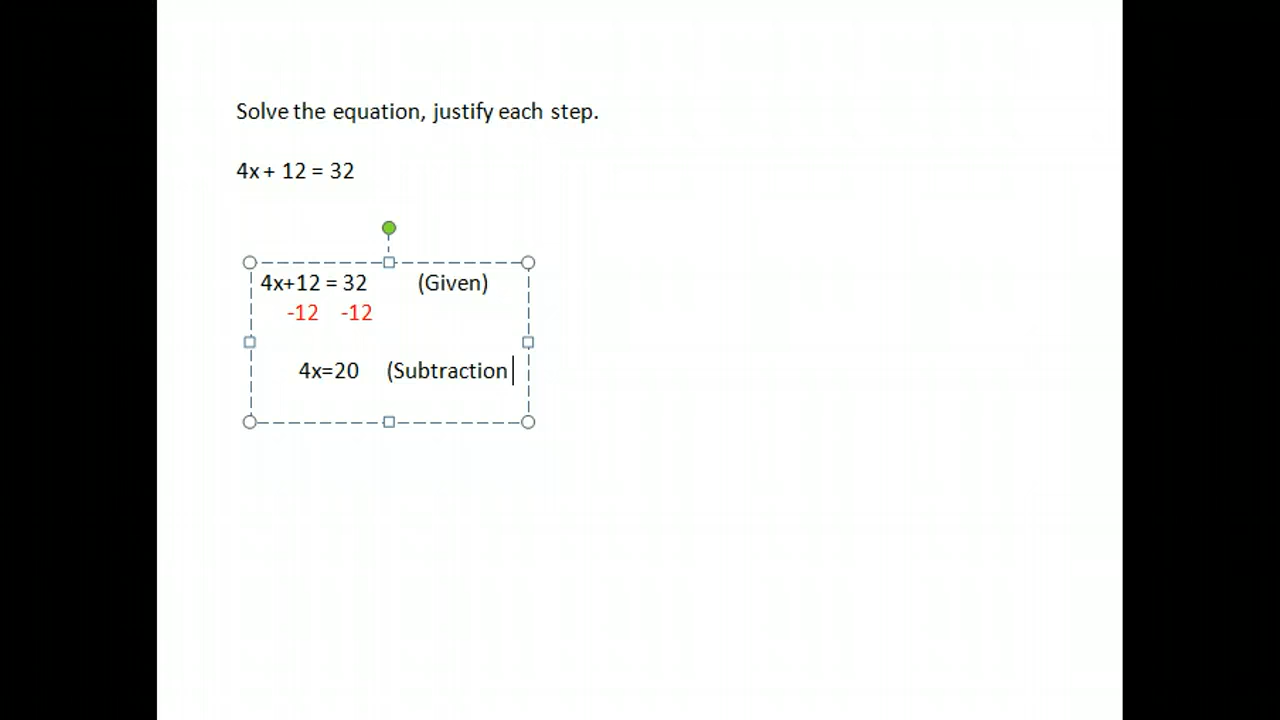 Solve the equation, justify each step.
4x + 12 = 32
4x+12 = 32 (Given)
-12 -12
4x=20 (Subtraction